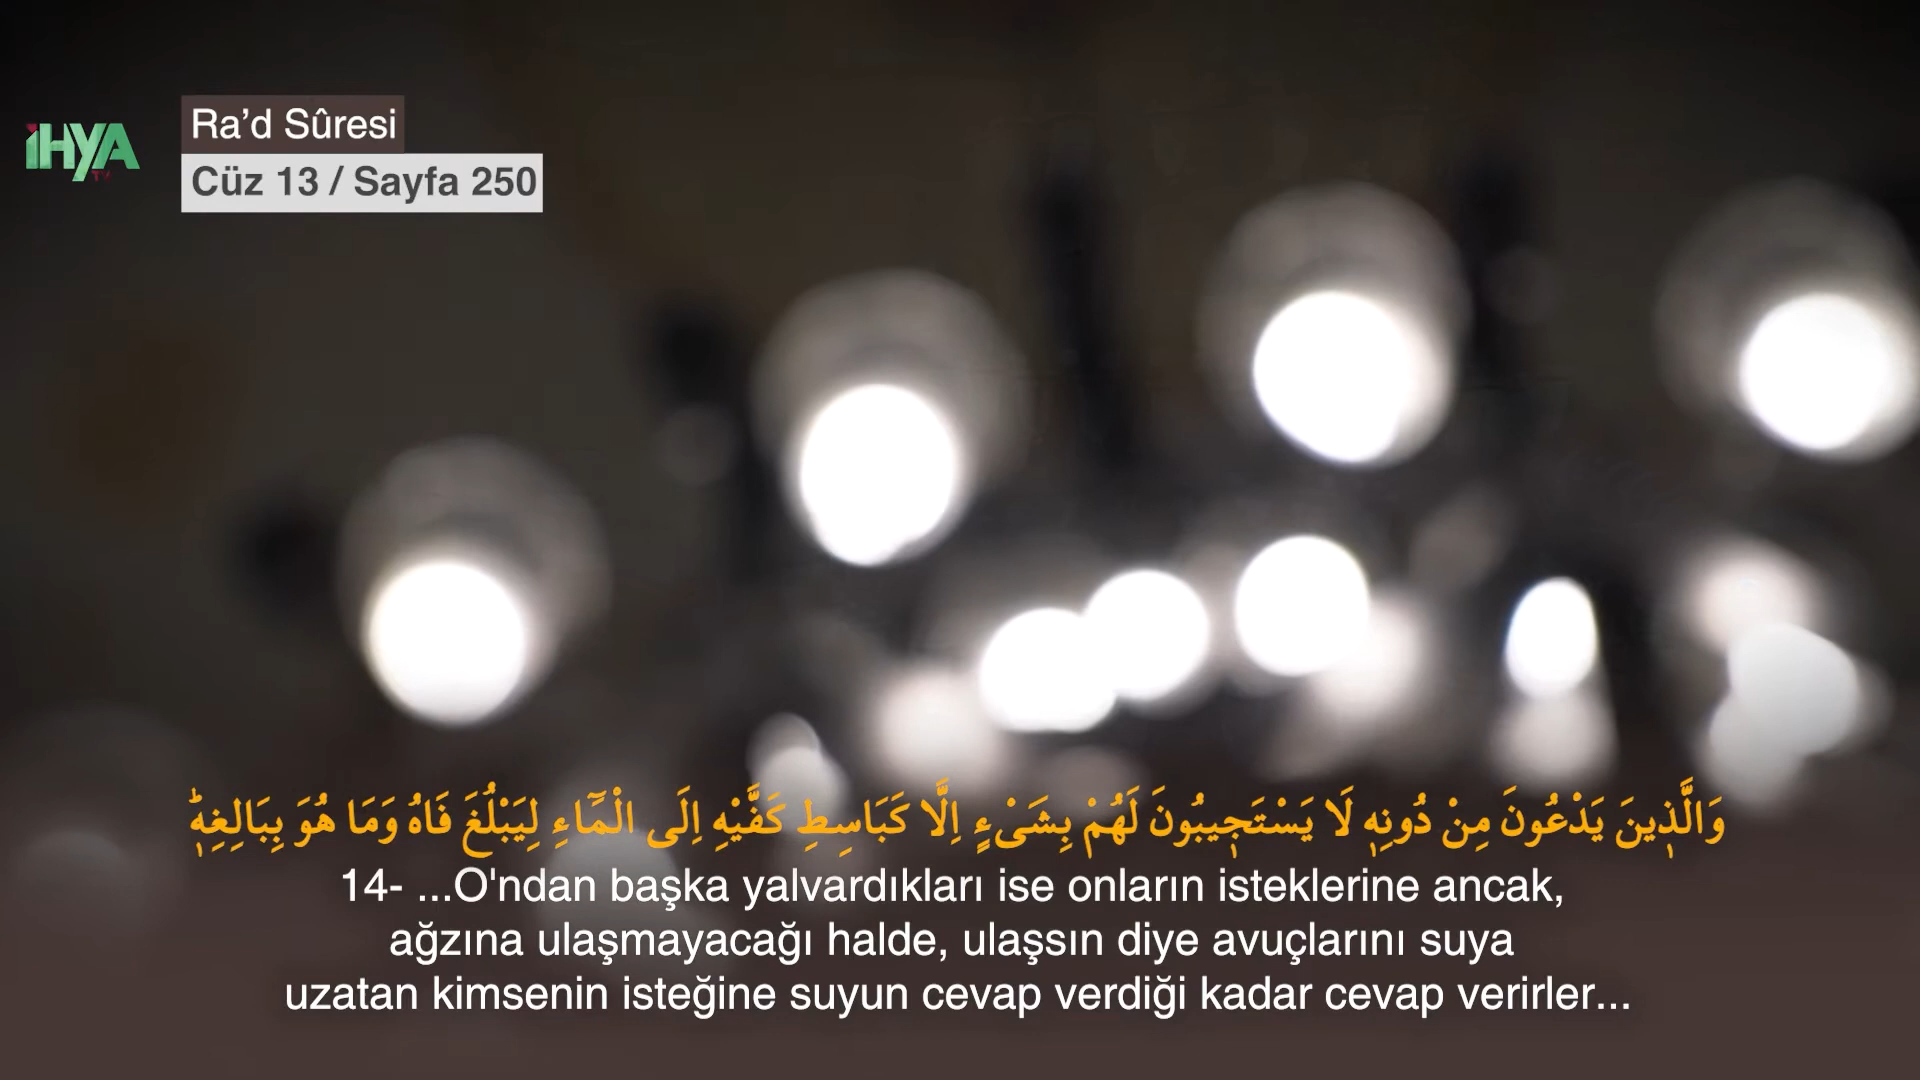 iHYA
TV
Ra’d Sûresi
Cüz 13 / Sayfa 250
وَالَّذٖينَ يَدْعُونَ مِنْ دُونِهٖ لَا يَسْتَجٖيبُونَ لَهُمْ بِشَىْءٍ اِلَّا كَبَاسِطِ كَفَّيْهِ اِلَى الْمَٓاءِ لِيَبْلُغَ فَاهُ وَمَا هُوَ بِبَالِغِهٖؕ
14- ...O'ndan başka yalvardıkları ise onların isteklerine ancak,
ağzına ulaşmayacağı halde, ulaşsın diye avuçlarını suya
uzatan kimsenin isteğine suyun cevap verdiği kadar cevap verirler...